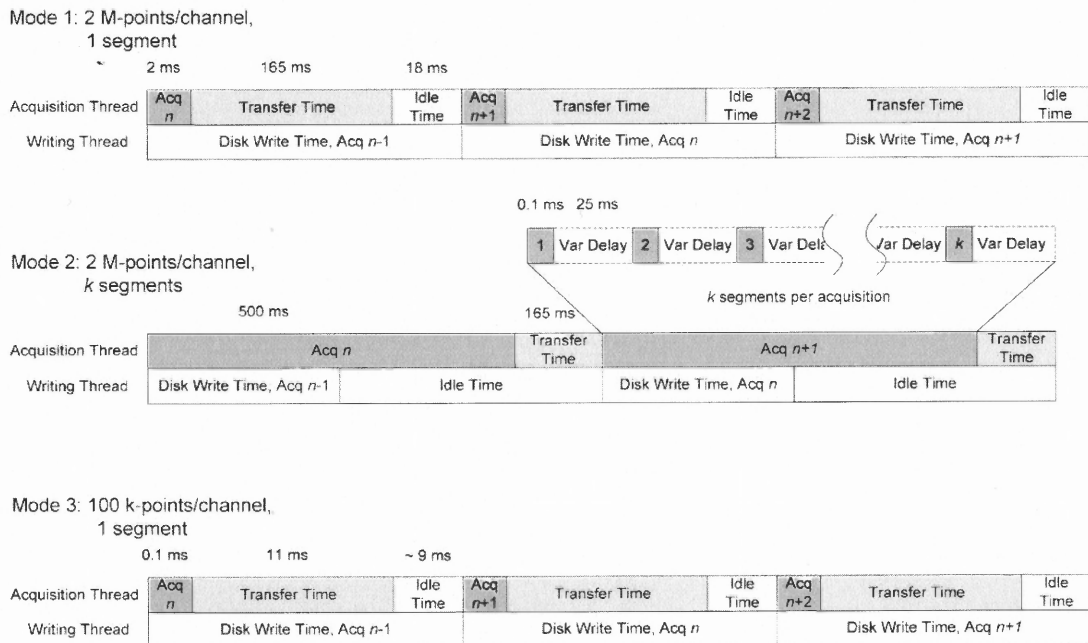 Mode 1: 2 M-points/channel,
1 segment
2 ms 165 ms 18 ms
Acquisition Thread Acq n Transfer Time Idle Time Acq n+1 Transfer Time Idle Time Acq n+2 Transfer Time Idle Time
Writing Thread Disk Write Time, Acq n-1 Disk Write Time, Acq n Disk Write Time, Acq n+1
0.1 ms 25 ms
1 Var Delay 2 Var Delay 3 Var Dela Var Delay k Var Delay
Mode 2: 2 M-points/channel,
k segments
k segments per acquisition
500 ms 165 ms
Acquisition Thread Acq n Transfer Time Acq n+1 Transfer Time
Writing Thread Disk Write Time, Acq n-1 Idle Time Disk Write Time, Acq n Idle Time
Mode 3: 100 k-points/channel,
1 segment
0.1 ms 11 ms ~ 9 ms
Acquisition Thread Acq n Transfer Time Idle Time Acq n+1 Transfer Time Idle Time Acq n+2 Transfer Time Idle Time
Writing Thread Disk Write Time, Acq n-1 Disk Write Time, Acq n Disk Write Time, Acq n+1